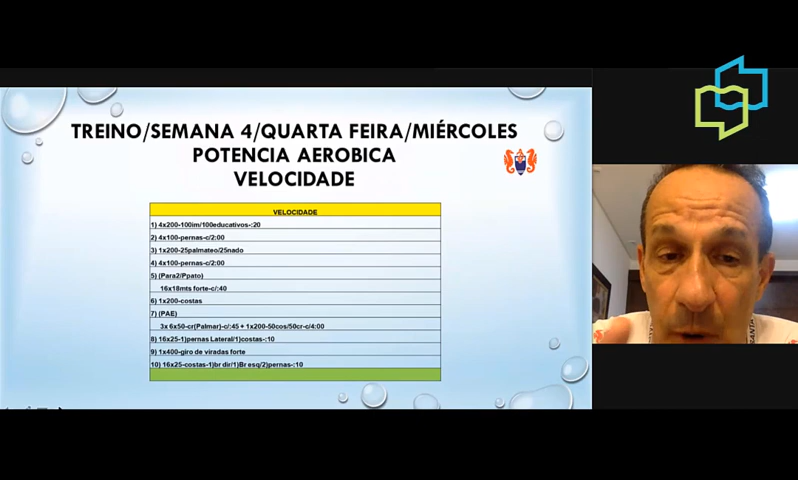 TREINO/SEMANA 4/QUARTA FEIRA/MIÉRCOLES
POTENCIA AEROBICA
VELOCIDADE
VELOCIDADE
1) 4x200-100im/100educativos-:20
2) 4x100-pernas-c/2:00
3) 1x200-25palmateo/25nado
4) 4x100-pernas-c/2:00
5) (Para2/Ppato)
16x18mts forte-c/:40
6) 1x200-costas
7) (PAE)
3x 6x50-cr(Palmar)-c/:45 + 1x200-50cos/50cr-c/4:00
8) 16x25-1)pernas Lateral/1)costas-:10
9) 1x400-giro de viradas forte
10) 16x25-costas-1)br dir/1)Br esq/2)pernas-:10